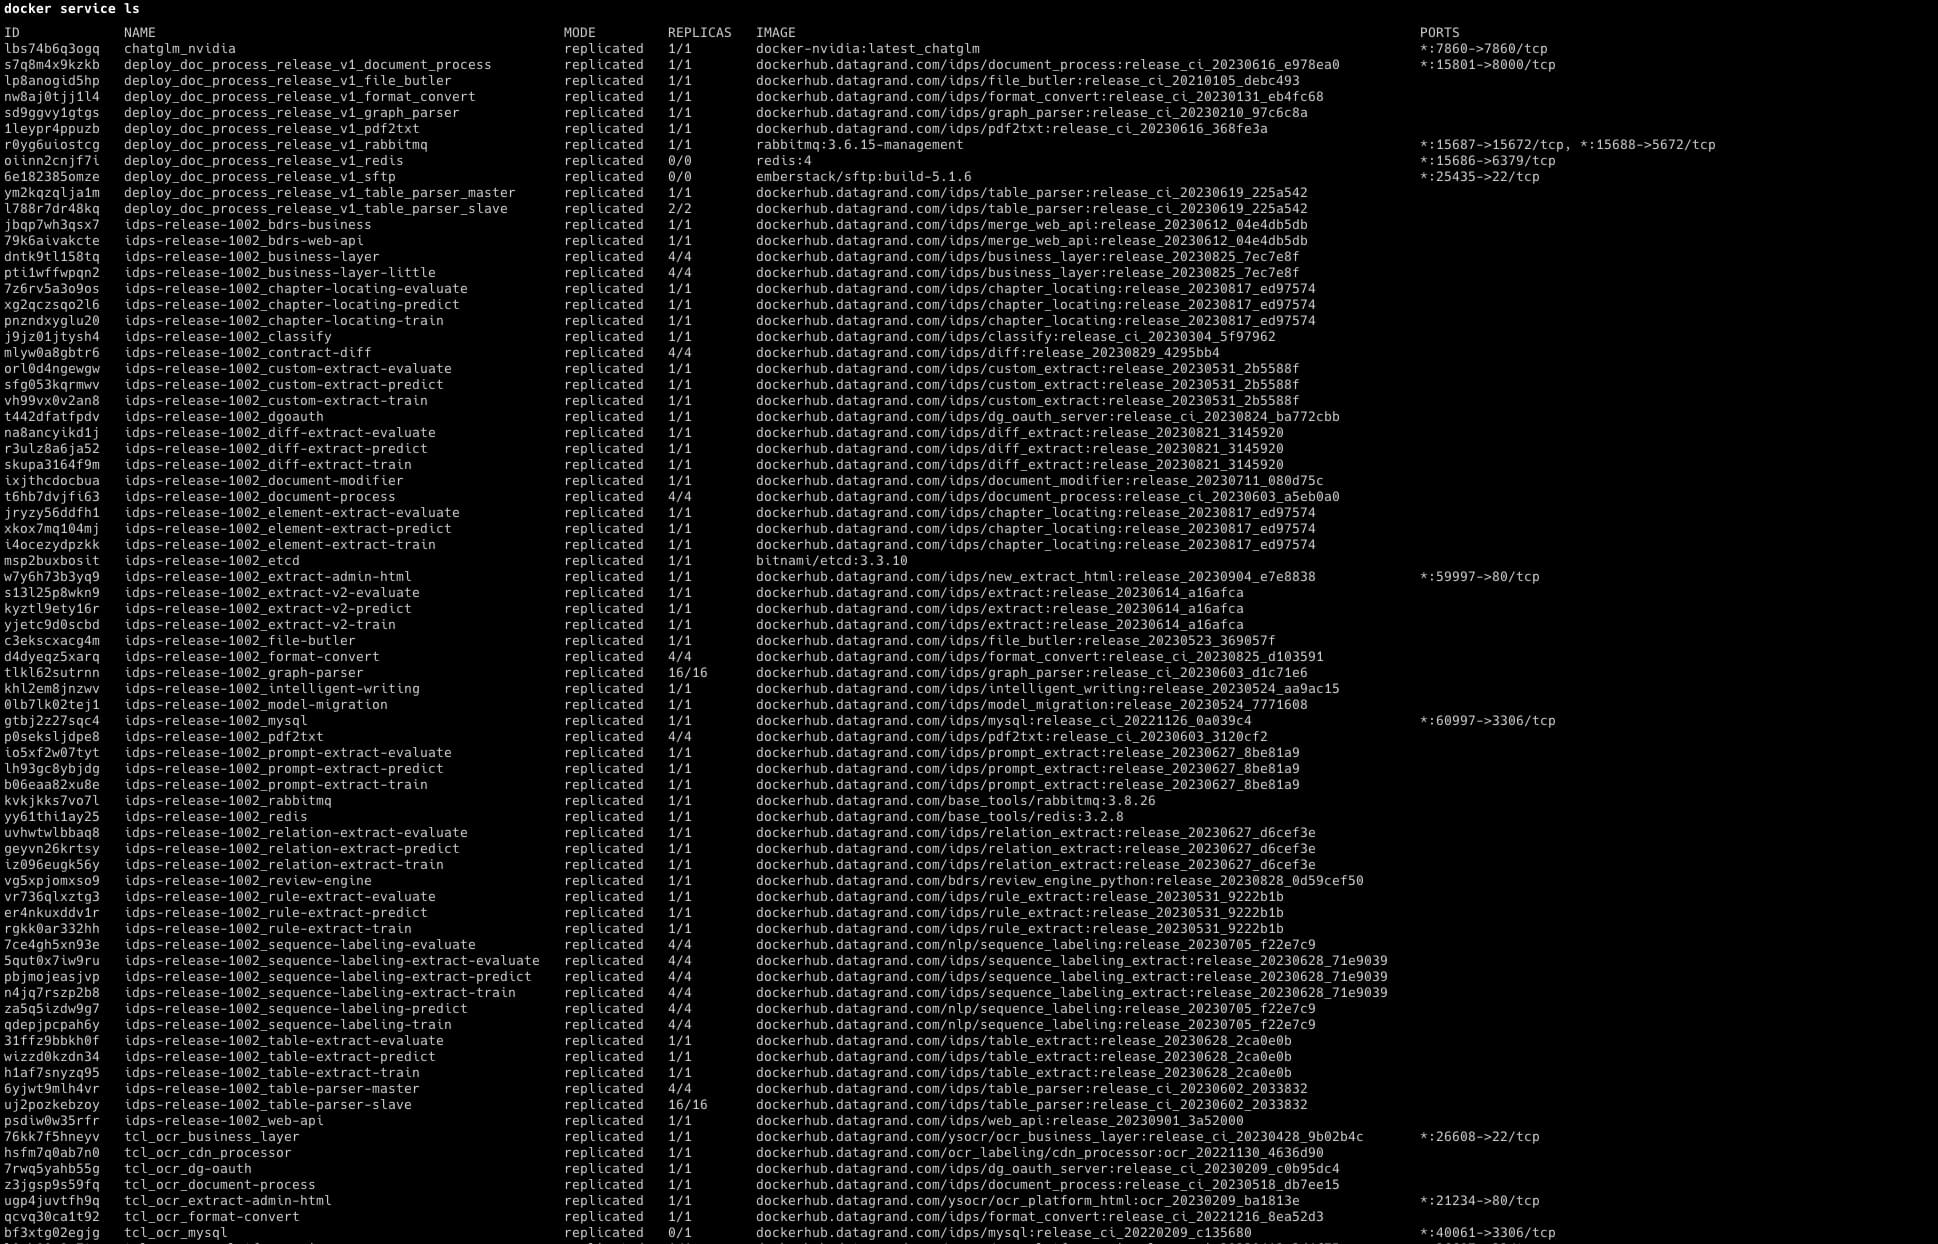 docker service ls
ID NAME MODE REPLICAS IMAGE PORTS
lbs74b6q3ogq chatglm_nvidia replicated 1/1 docker-nvidia:latest_chatglm *:7860->7860/tcp
s7q8m4x9kzkb deploy_doc_process_release_v1_document_process replicated 1/1 dockerhub.datagrand.com/idps/document_process:release_ci_20230616_e978ea0 *:15801->8000/tcp
lp8anogid5hp deploy_doc_process_release_v1_file_butler replicated 1/1 dockerhub.datagrand.com/idps/file_butler:release_ci_20210105_debc493
nw8aj0tjj1l4 deploy_doc_process_release_v1_format_convert replicated 1/1 dockerhub.datagrand.com/idps/format_convert:release_ci_20230131_eb4fc68
sd9ggvy1gtgs deploy_doc_process_release_v1_graph_parser replicated 1/1 dockerhub.datagrand.com/idps/graph_parser:release_ci_20230210_97c6c8a
1leypr4ppuzb deploy_doc_process_release_v1_pdf2txt replicated 1/1 dockerhub.datagrand.com/idps/pdf2txt:release_ci_20230616_368fe3a
r0yg6uiostcg deploy_doc_process_release_v1_rabbitmq replicated 1/1 rabbitmq:3.6.15-management *:15687->15672/tcp, *:15688->5672/tcp
oiinn2cnjf7i deploy_doc_process_release_v1_redis replicated 0/0 redis:4 *:15686->6379/tcp
6e182385omze deploy_doc_process_release_v1_sftp replicated 0/0 emberstack/sftp:build-5.1.6 *:25435->22/tcp
ym2kqzqlja1m deploy_doc_process_release_v1_table_parser_master replicated 1/1 dockerhub.datagrand.com/idps/table_parser:release_ci_20230619_225a542
l788r7dr48kq deploy_doc_process_release_v1_table_parser_slave replicated 2/2 dockerhub.datagrand.com/idps/table_parser:release_ci_20230619_225a542
jbqp7wh3qsx7 idps-release-1002_bdrs-business replicated 1/1 dockerhub.datagrand.com/idps/merge_web_api:release_20230612_04e4db5db
79k6aivakcte idps-release-1002_bdrs-web-api replicated 1/1 dockerhub.datagrand.com/idps/merge_web_api:release_20230612_04e4db5db
dntk9tl158tq idps-release-1002_business-layer replicated 4/4 dockerhub.datagrand.com/idps/business_layer:release_20230825_7ec7e8f
pti1wffwpqn2 idps-release-1002_business-layer-little replicated 4/4 dockerhub.datagrand.com/idps/business_layer:release_20230825_7ec7e8f
7z6rv5a3o9os idps-release-1002_chapter-locating-evaluate replicated 1/1 dockerhub.datagrand.com/idps/chapter_locating:release_20230817_ed97574
xg2qczsqo2l6 idps-release-1002_chapter-locating-predict replicated 1/1 dockerhub.datagrand.com/idps/chapter_locating:release_20230817_ed97574
pnzndxyglu20 idps-release-1002_chapter-locating-train replicated 1/1 dockerhub.datagrand.com/idps/chapter_locating:release_20230817_ed97574
j9jz01jtysh4 idps-release-1002_classify replicated 1/1 dockerhub.datagrand.com/idps/classify:release_ci_20230304_5f97962
mlyw0a8gbtr6 idps-release-1002_contract-diff replicated 4/4 dockerhub.datagrand.com/idps/diff:release_20230829_4295bb4
orl0d4ngewgw idps-release-1002_custom-extract-evaluate replicated 1/1 dockerhub.datagrand.com/idps/custom_extract:release_20230531_2b5588f
sfg053kqrmwv idps-release-1002_custom-extract-predict replicated 1/1 dockerhub.datagrand.com/idps/custom_extract:release_20230531_2b5588f
vh99vx0v2an8 idps-release-1002_custom-extract-train replicated 1/1 dockerhub.datagrand.com/idps/custom_extract:release_20230531_2b5588f
t442dfatfpdv idps-release-1002_dgoauth replicated 1/1 dockerhub.datagrand.com/idps/dg_oauth_server:release_ci_20230824_ba772cbb
na8ancyikd1j idps-release-1002_diff-extract-evaluate replicated 1/1 dockerhub.datagrand.com/idps/diff_extract:release_20230821_3145920
r3ulz8a6ja52 idps-release-1002_diff-extract-predict replicated 1/1 dockerhub.datagrand.com/idps/diff_extract:release_20230821_3145920
skupa3164f9m idps-release-1002_diff-extract-train replicated 1/1 dockerhub.datagrand.com/idps/diff_extract:release_20230821_3145920
ixjthcdocbua idps-release-1002_document-modifier replicated 1/1 dockerhub.datagrand.com/idps/document_modifier:release_20230711_080d75c
t6hb7dvjfi63 idps-release-1002_document-process replicated 4/4 dockerhub.datagrand.com/idps/document_process:release_ci_20230603_a5eb0a0
jryzy56ddfh1 idps-release-1002_element-extract-evaluate replicated 1/1 dockerhub.datagrand.com/idps/chapter_locating:release_20230817_ed97574
xkox7mq104mj idps-release-1002_element-extract-predict replicated 1/1 dockerhub.datagrand.com/idps/chapter_locating:release_20230817_ed97574
i4ocezydpzkk idps-release-1002_element-extract-train replicated 1/1 dockerhub.datagrand.com/idps/chapter_locating:release_20230817_ed97574
msp2buxbosit idps-release-1002_etcd replicated 1/1 bitnami/etcd:3.3.10
w7y6h73b3yq9 idps-release-1002_extract-admin-html replicated 1/1 dockerhub.datagrand.com/idps/new_extract_html:release_20230904_e7e8838 *:59997->80/tcp
s13l25p8wkn9 idps-release-1002_extract-v2-evaluate replicated 1/1 dockerhub.datagrand.com/idps/extract:release_20230614_a16afca
kyztl9ety16r idps-release-1002_extract-v2-predict replicated 1/1 dockerhub.datagrand.com/idps/extract:release_20230614_a16afca
yjetc9d0scbd idps-release-1002_extract-v2-train replicated 1/1 dockerhub.datagrand.com/idps/extract:release_20230614_a16afca
c3ekscxacg4m idps-release-1002_file-butler replicated 1/1 dockerhub.datagrand.com/idps/file_butler:release_20230523_369057f
d4dyeqz5xarq idps-release-1002_format-convert replicated 4/4 dockerhub.datagrand.com/idps/format_convert:release_ci_20230825_d103591
tlkl62sutrnn idps-release-1002_graph-parser replicated 16/16 dockerhub.datagrand.com/idps/graph_parser:release_ci_20230603_d1c71e6
khl2em8jnzwv idps-release-1002_intelligent-writing replicated 1/1 dockerhub.datagrand.com/idps/intelligent_writing:release_20230524_aa9ac15
0lb7lk02tej1 idps-release-1002_model-migration replicated 1/1 dockerhub.datagrand.com/idps/model_migration:release_20230524_7771608
gtbj2z27sqc4 idps-release-1002_mysql replicated 1/1 dockerhub.datagrand.com/idps/mysql:release_ci_20221126_0a039c4 *:60997->3306/tcp
p0seksljdpe8 idps-release-1002_pdf2txt replicated 4/4 dockerhub.datagrand.com/idps/pdf2txt:release_ci_20230603_3120cf2
io5xf2w07tyt idps-release-1002_prompt-extract-evaluate replicated 1/1 dockerhub.datagrand.com/idps/prompt_extract:release_20230627_8be81a9
lh93gc8ybjdg idps-release-1002_prompt-extract-predict replicated 1/1 dockerhub.datagrand.com/idps/prompt_extract:release_20230627_8be81a9
b06eaa82xu8e idps-release-1002_prompt-extract-train replicated 1/1 dockerhub.datagrand.com/idps/prompt_extract:release_20230627_8be81a9
kvkjkks7vo7l idps-release-1002_rabbitmq replicated 1/1 dockerhub.datagrand.com/base_tools/rabbitmq:3.8.26
yy61thi1ay25 idps-release-1002_redis replicated 1/1 dockerhub.datagrand.com/base_tools/redis:3.2.8
uvhwtwlbbaq8 idps-release-1002_relation-extract-evaluate replicated 1/1 dockerhub.datagrand.com/idps/relation_extract:release_20230627_d6cef3e
geyvn26krtsy idps-release-1002_relation-extract-predict replicated 1/1 dockerhub.datagrand.com/idps/relation_extract:release_20230627_d6cef3e
iz096eugk56y idps-release-1002_relation-extract-train replicated 1/1 dockerhub.datagrand.com/idps/relation_extract:release_20230627_d6cef3e
vg5xpjomxso9 idps-release-1002_review-engine replicated 1/1 dockerhub.datagrand.com/bdrs/review_engine_python:release_20230828_0d59cef50
vr736qlxztg3 idps-release-1002_rule-extract-evaluate replicated 1/1 dockerhub.datagrand.com/idps/rule_extract:release_20230531_9222b1b
er4nkuxddv1r idps-release-1002_rule-extract-predict replicated 1/1 dockerhub.datagrand.com/idps/rule_extract:release_20230531_9222b1b
rgkk0ar332hh idps-release-1002_rule-extract-train replicated 1/1 dockerhub.datagrand.com/idps/rule_extract:release_20230531_9222b1b
7ce4gh5xn93e idps-release-1002_sequence-labeling-evaluate replicated 4/4 dockerhub.datagrand.com/nlp/sequence_labeling:release_20230705_f22e7c9
5qut0x7iw9ru idps-release-1002_sequence-labeling-extract-evaluate replicated 4/4 dockerhub.datagrand.com/idps/sequence_labeling_extract:release_20230628_71e9039
pbjmojeasjvp idps-release-1002_sequence-labeling-extract-predict replicated 4/4 dockerhub.datagrand.com/idps/sequence_labeling_extract:release_20230628_71e9039
n4jq7rszp2b8 idps-release-1002_sequence-labeling-extract-train replicated 4/4 dockerhub.datagrand.com/idps/sequence_labeling_extract:release_20230628_71e9039
za5q5izdw9g7 idps-release-1002_sequence-labeling-predict replicated 4/4 dockerhub.datagrand.com/nlp/sequence_labeling:release_20230705_f22e7c9
qdepjpcpah6y idps-release-1002_sequence-labeling-train replicated 4/4 dockerhub.datagrand.com/nlp/sequence_labeling:release_20230705_f22e7c9
31ffz9bbkh0f idps-release-1002_table-extract-evaluate replicated 1/1 dockerhub.datagrand.com/idps/table_extract:release_20230628_2ca0e0b
wizzd0kzdn34 idps-release-1002_table-extract-predict replicated 1/1 dockerhub.datagrand.com/idps/table_extract:release_20230628_2ca0e0b
h1af7snyzq95 idps-release-1002_table-extract-train replicated 1/1 dockerhub.datagrand.com/idps/table_extract:release_20230628_2ca0e0b
6yjwt9mlh4vr idps-release-1002_table-parser-master replicated 4/4 dockerhub.datagrand.com/idps/table_parser:release_ci_20230602_2033832
uj2pozkebzoy idps-release-1002_table-parser-slave replicated 16/16 dockerhub.datagrand.com/idps/table_parser:release_ci_20230602_2033832
psdiw0w35rfr idps-release-1002_web-api replicated 1/1 dockerhub.datagrand.com/idps/web_api:release_20230901_3a52000
76kk7f5hneyv tcl_ocr_business_layer replicated 1/1 dockerhub.datagrand.com/ysocr/ocr_business_layer:release_ci_20230428_9b02b4c *:26608->22/tcp
hsfm7q0ab7n0 tcl_ocr_cdn_processor replicated 1/1 dockerhub.datagrand.com/ocr_labeling/cdn_processor:ocr_20221130_4636d90
7rwq5yahb55g tcl_ocr_dg-oauth replicated 1/1 dockerhub.datagrand.com/idps/dg_oauth_server:release_ci_20230209_c0b95dc4
z3jgsp9s59fq tcl_ocr_document-process replicated 1/1 dockerhub.datagrand.com/idps/document_process:release_ci_20230518_db7ee15
ugp4juvtfh9q tcl_ocr_extract-admin-html replicated 1/1 dockerhub.datagrand.com/ysocr/ocr_platform_html:ocr_20230209_ba1813e *:21234->80/tcp
qcvq30ca1t92 tcl_ocr_format-convert replicated 1/1 dockerhub.datagrand.com/idps/format_convert:release_ci_20221216_8ea52d3
bf3xtg02egjg tcl_ocr_mysql replicated 0/1 dockerhub.datagrand.com/idps/mysql:release_ci_20220209_c135680 *:40061->3306/tcp